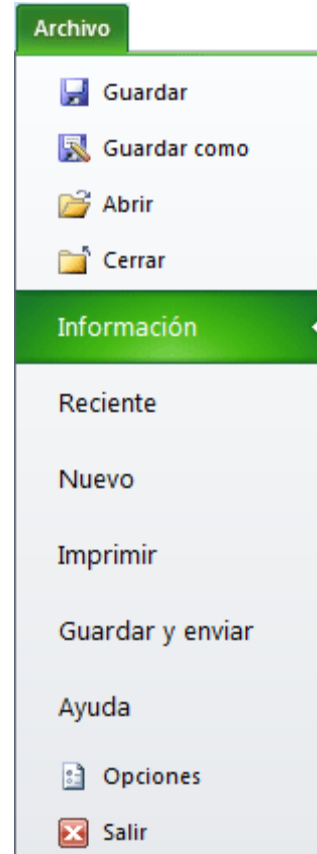 Archivo
Guardar
Guardar como
Abrir
Cerrar
Información
Reciente
Nuevo
Imprimir
Guardar y enviar
Ayuda
Opciones
Salir